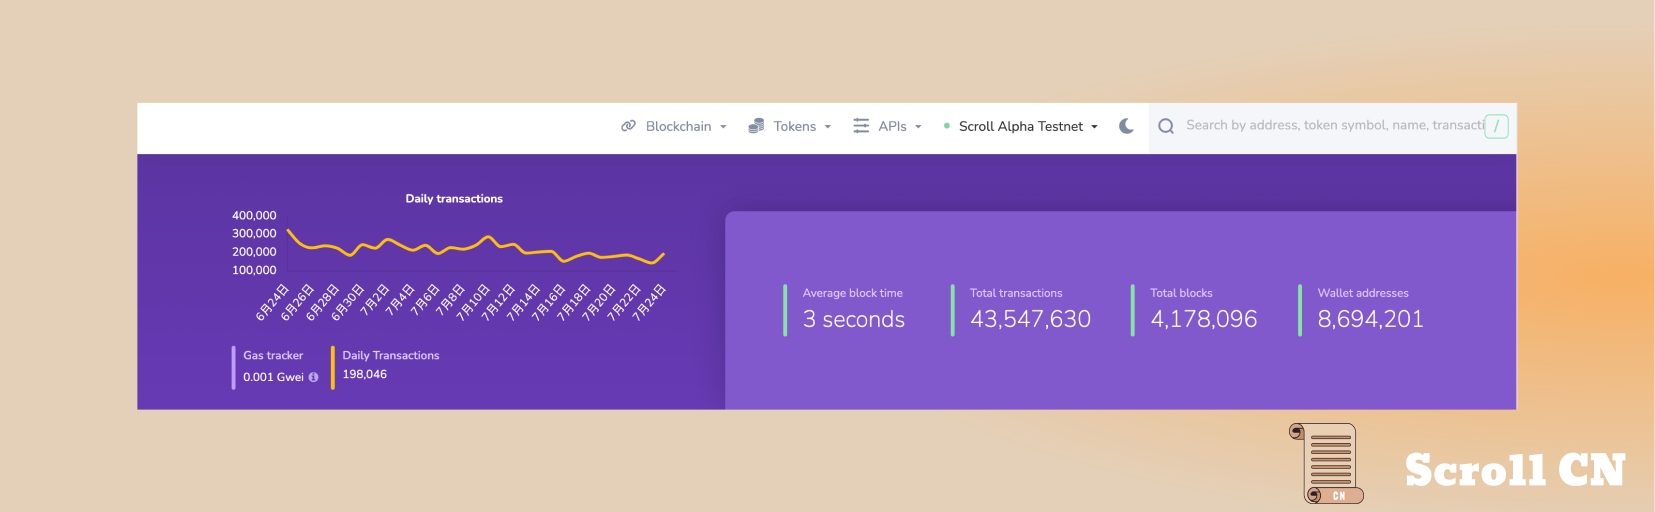 Blockchain
Tokens
APIs
Scroll Alpha Testnet
Search by address, token symbol, name, transacti
/
Daily transactions
400,000
300,000
200,000
100,000
6月24日
6月26日
6月28日
6月30日
7月2日
7月4日
7月6日
7月8日
7月10日
7月12日
7月14日
7月16日
7月18日
7月20日
7月22日
7月24日
Gas tracker
0.001 Gwei
Daily Transactions
198,046
Average block time
3 seconds
Total transactions
43,547,630
Total blocks
4,178,096
Wallet addresses
8,694,201
CN
Scroll CN